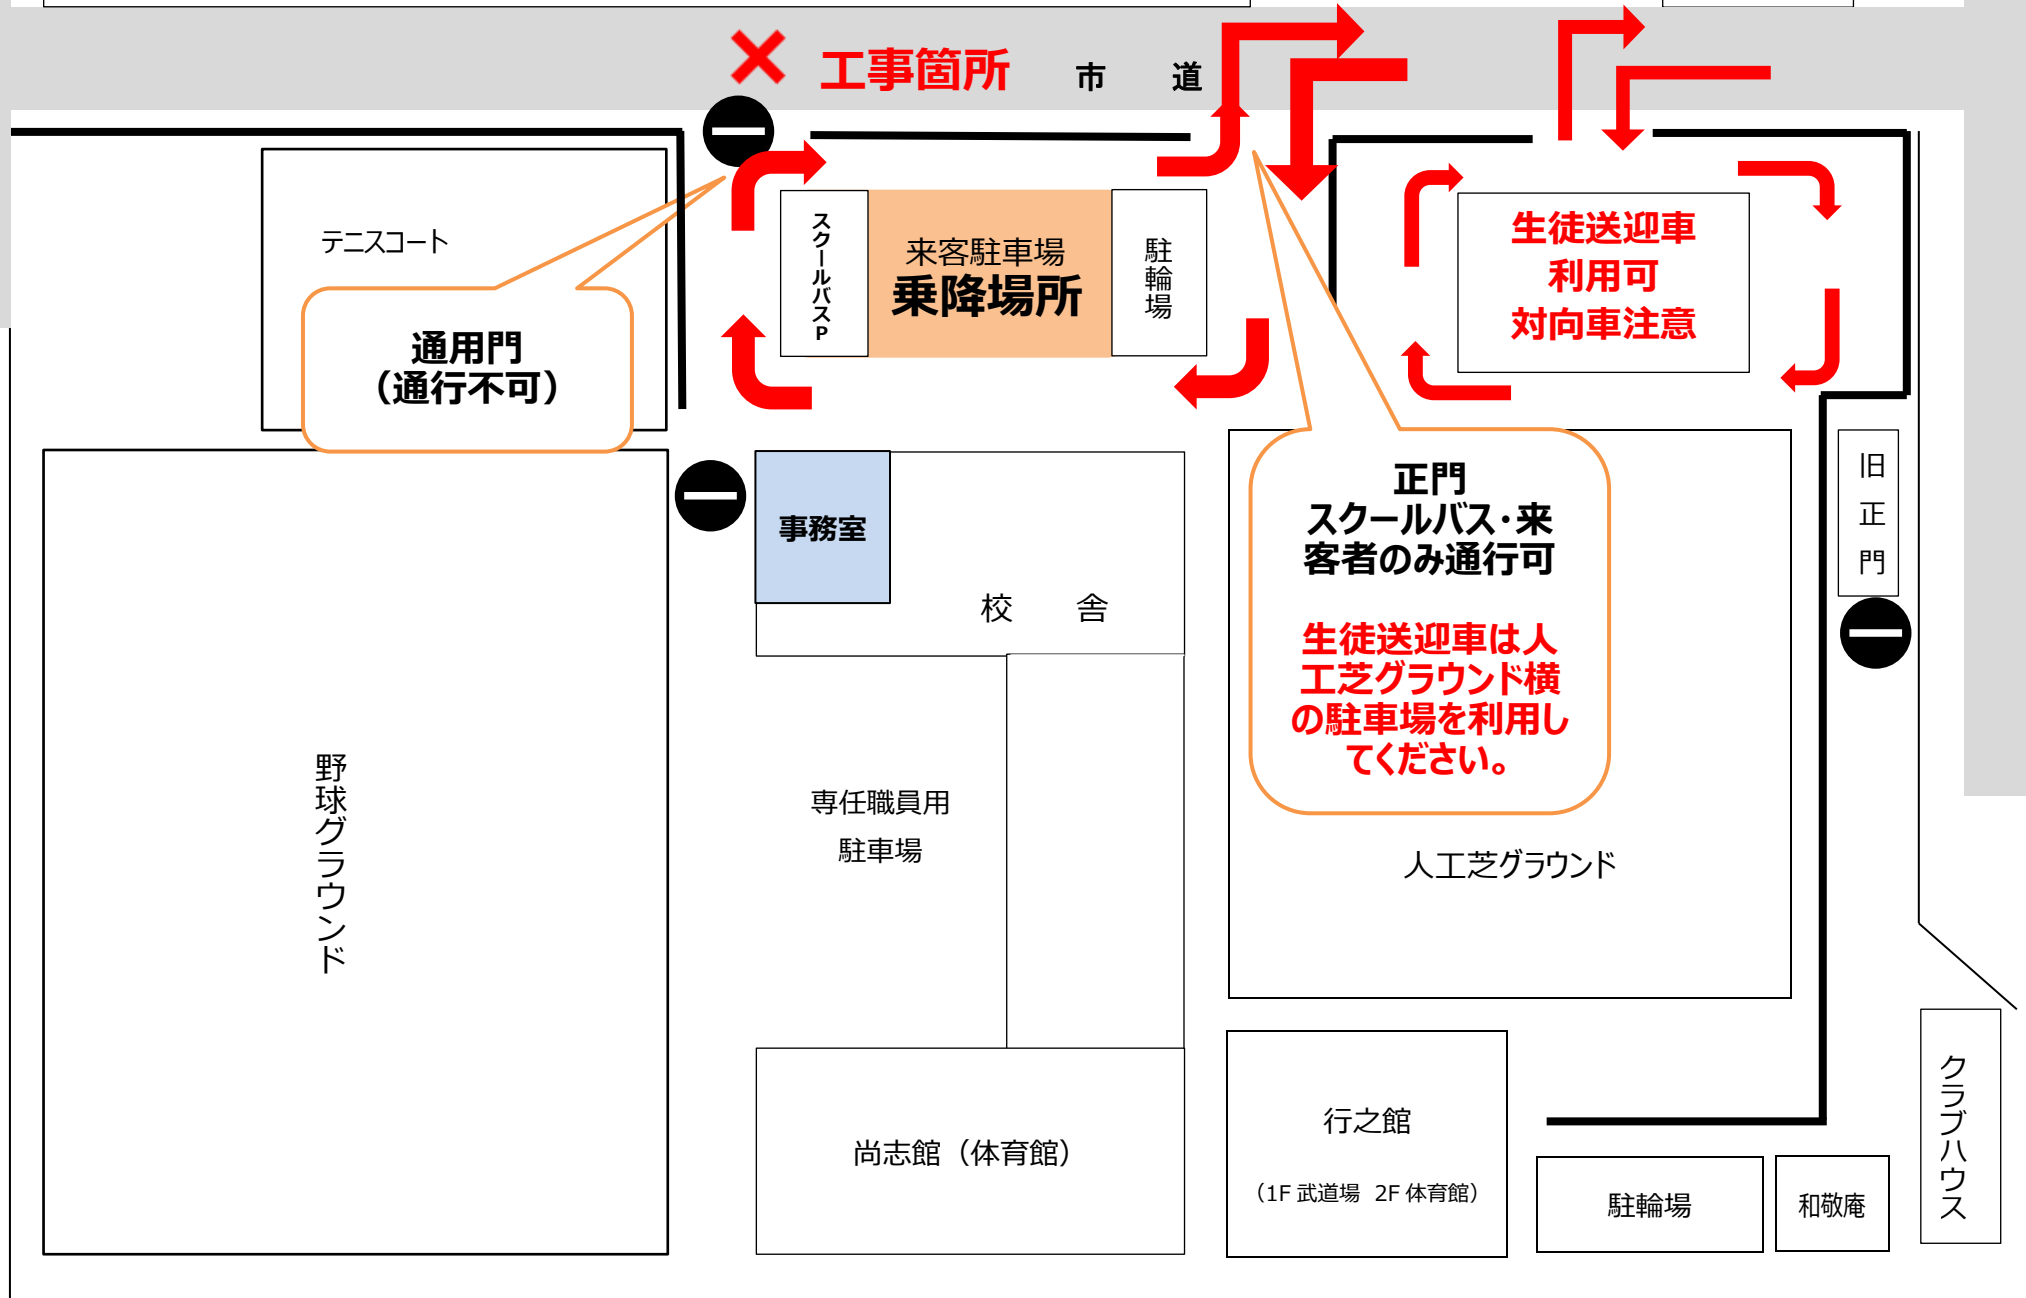 工事箇所
市　道
テニスコート
スクールバスP
来客駐車場
乗降場所
駐輪場
生徒送迎車
利用可
対向車注意
通用門
（通行不可）
事務室
校　舎
正門
スクールバス・来
客者のみ通行可
生徒送迎車は人
工芝グラウンド横
の駐車場を利用し
てください。
旧正門
野球グラウンド
専任職員用
駐車場
人工芝グラウンド
尚志館（体育館）
行之館
（1F 武道場 2F 体育館）
駐輪場
和敬庵
クラブハウス